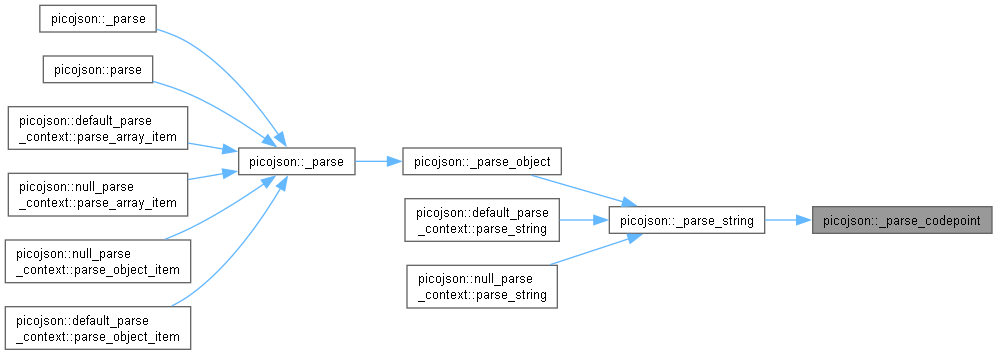 picojson::_parse
picojson::parse
picojson::default_parse
_context::parse_array_item
picojson::null_parse
_context::parse_array_item
picojson::null_parse
_context::parse_object_item
picojson::default_parse
_context::parse_object_item
picojson::_parse
picojson::_parse_object
picojson::default_parse
_context::parse_string
picojson::null_parse
_context::parse_string
picojson::_parse_string
picojson::_parse_codepoint